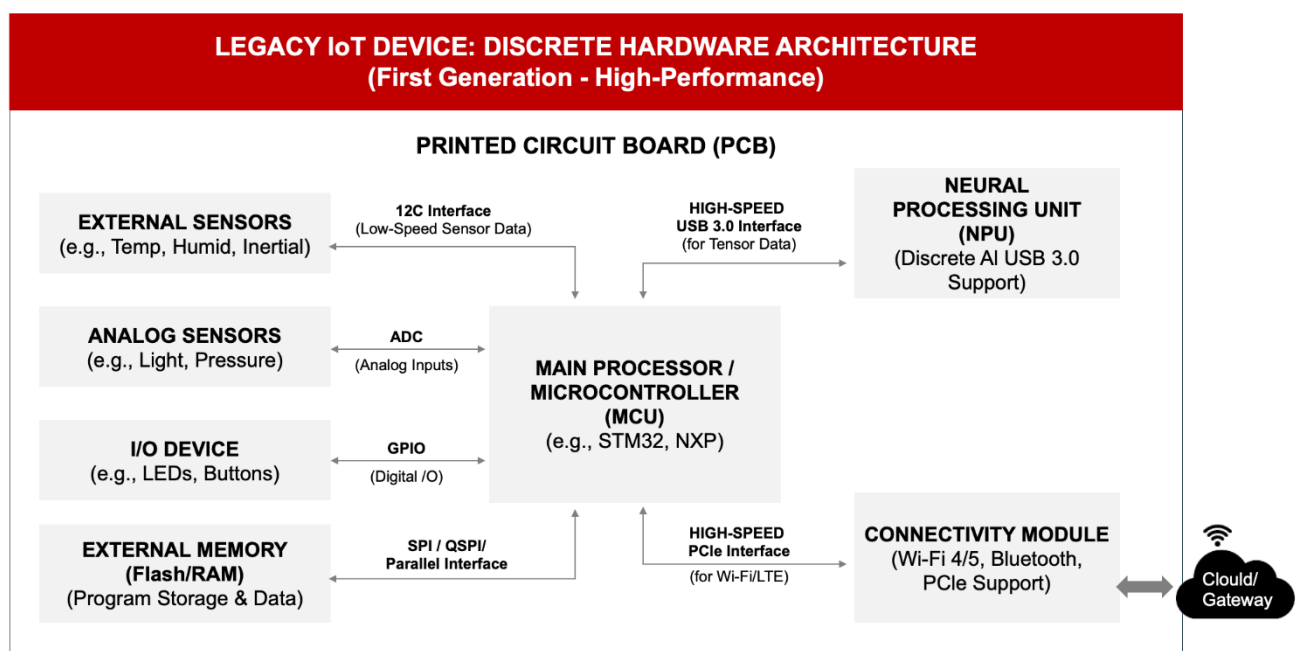 LEGACY IoT DEVICE: DISCRETE HARDWARE ARCHITECTURE
(First Generation - High-Performance)
PRINTED CIRCUIT BOARD (PCB)
EXTERNAL SENSORS
(e.g., Temp, Humid, Inertial)
12C Interface
(Low-Speed Sensor Data)
HIGH-SPEED
USB 3.0 Interface
(for Tensor Data)
NEURAL
PROCESSING UNIT
(NPU)
(Discrete AI USB 3.0
Support)
ANALOG SENSORS
(e.g., Light, Pressure)
ADC
(Analog Inputs)
MAIN PROCESSOR /
MICROCONTROLLER
(MCU)
(e.g., STM32, NXP)
I/O DEVICE
(e.g., LEDs, Buttons)
GPIO
(Digital /O)
EXTERNAL MEMORY
(Flash/RAM)
(Program Storage & Data)
SPI / QSPI/
Parallel Interface
HIGH-SPEED
PCIe Interface
(for Wi-Fi/LTE)
CONNECTIVITY MODULE
(Wi-Fi 4/5, Bluetooth,
PCIe Support)
Clould/
Gateway